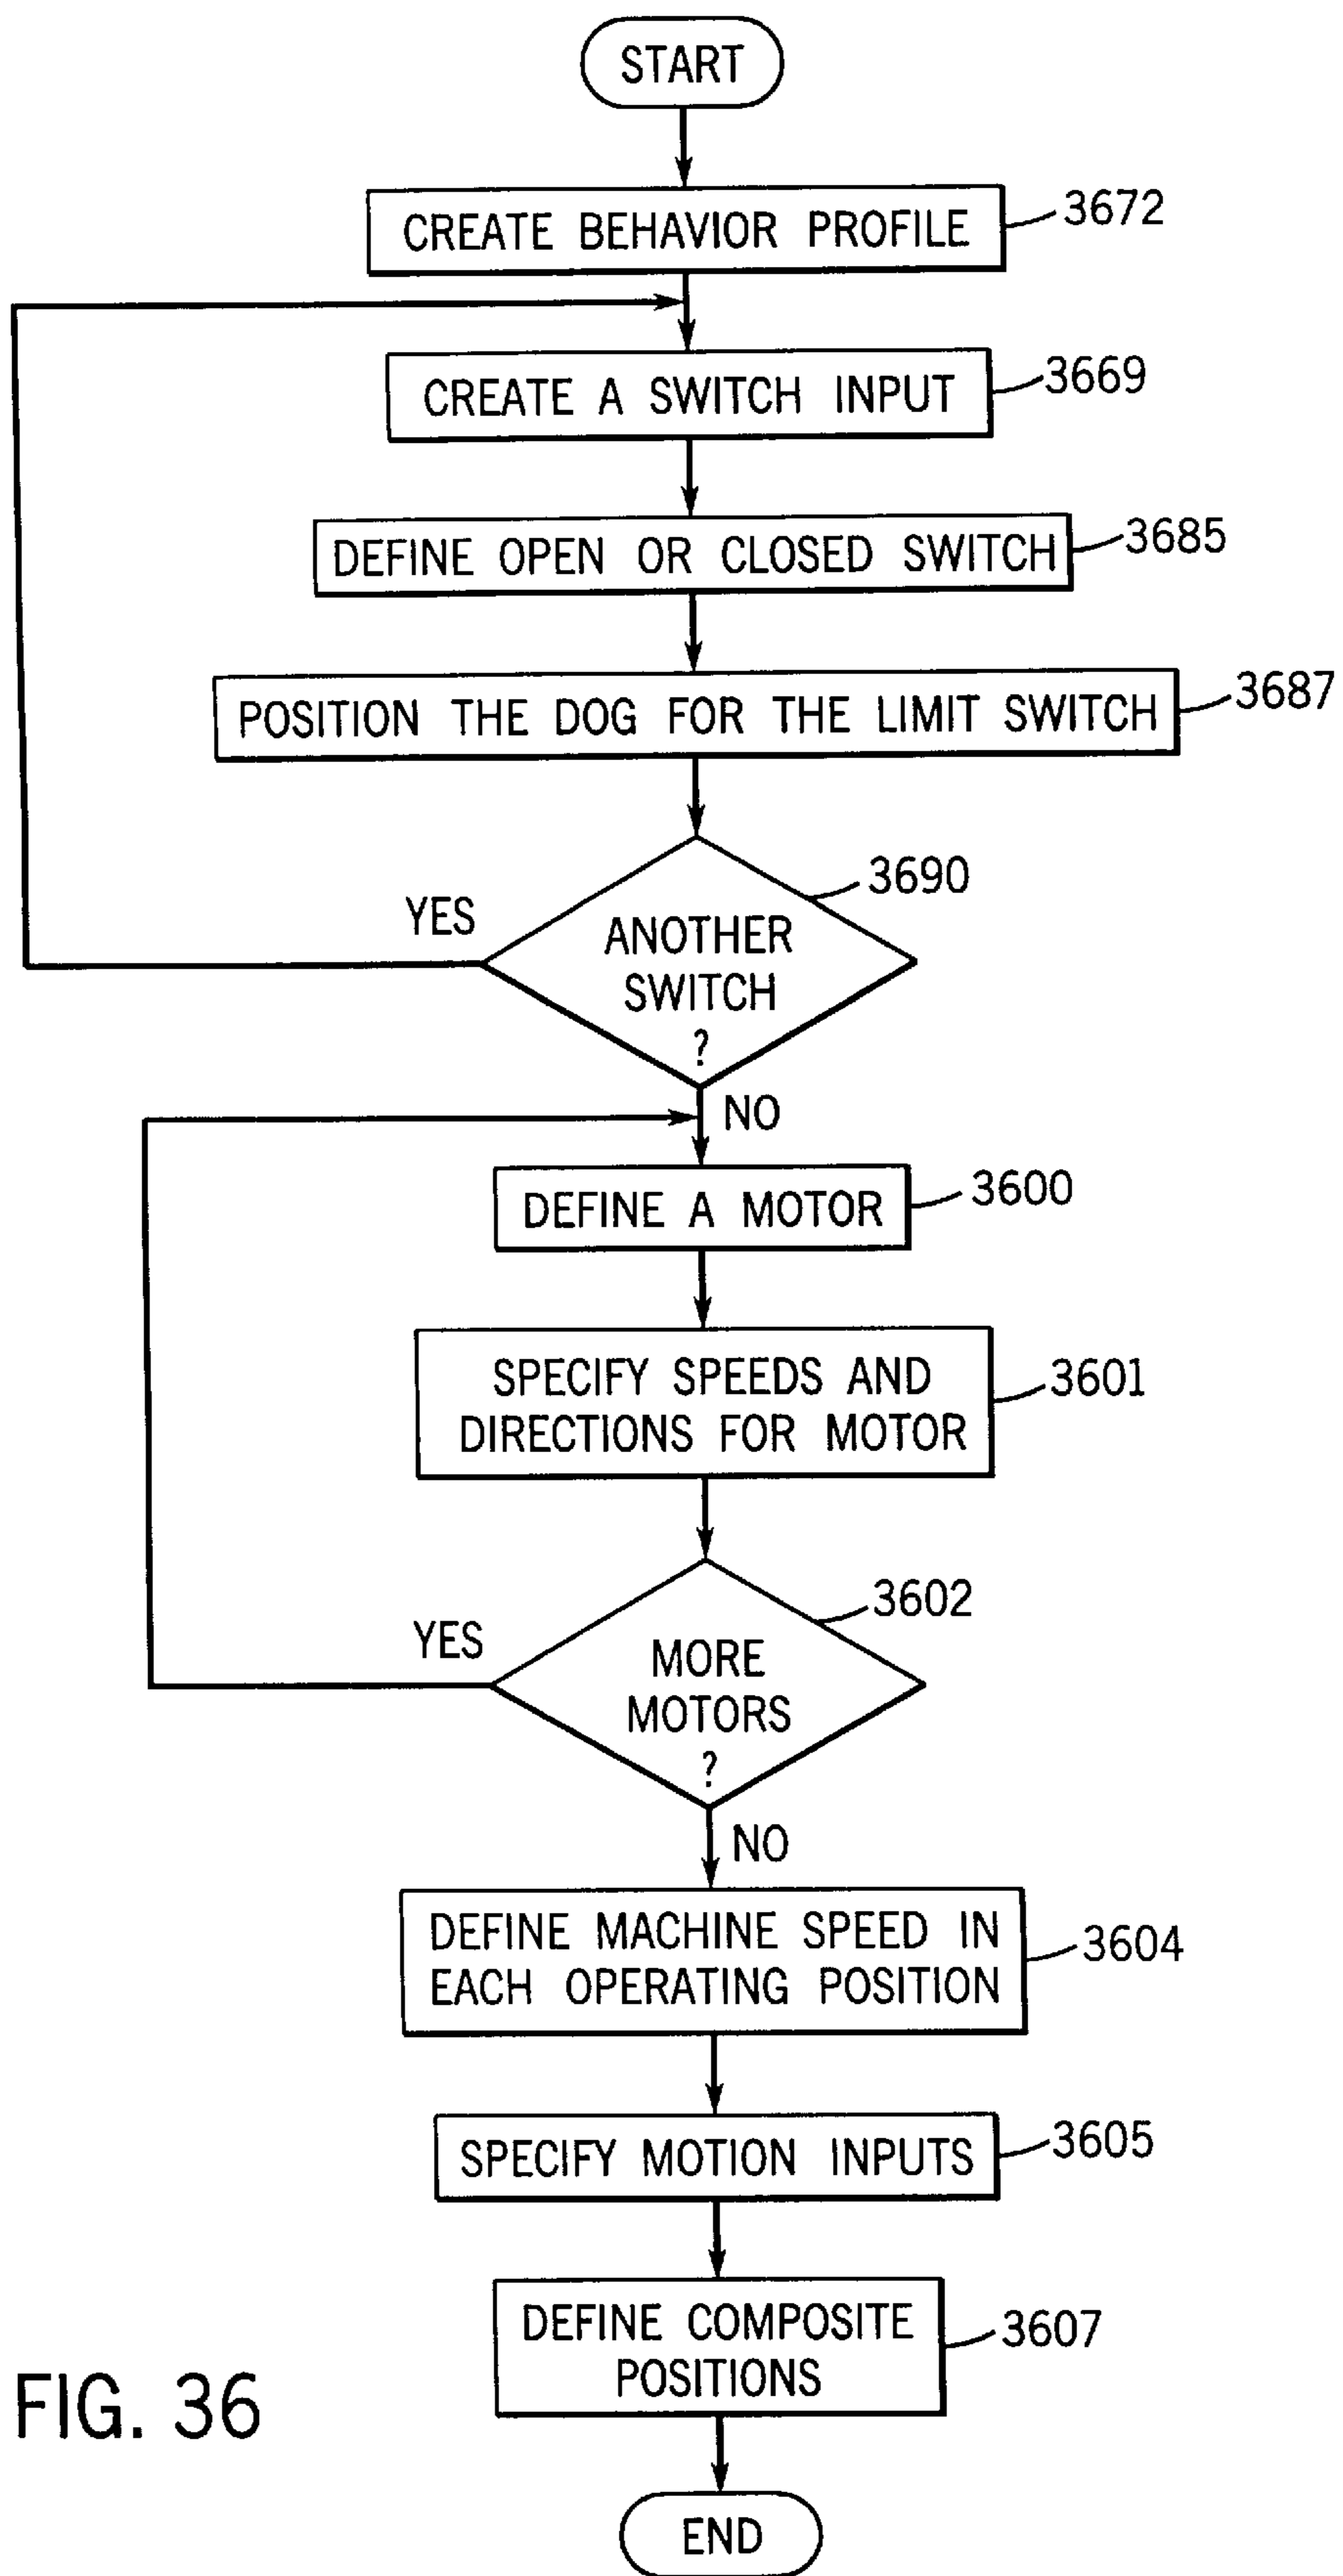 START
CREATE BEHAVIOR PROFILE
3672
CREATE A SWITCH INPUT
3669
DEFINE OPEN OR CLOSED SWITCH
3685
POSITION THE DOG FOR THE LIMIT SWITCH
3687
3690
YES
ANOTHER
SWITCH
?
NO
DEFINE A MOTOR
3600
SPECIFY SPEEDS AND
DIRECTIONS FOR MOTOR
3601
3602
YES
MORE
MOTORS
?
NO
DEFINE MACHINE SPEED IN
EACH OPERATING POSITION
3604
SPECIFY MOTION INPUTS
3605
DEFINE COMPOSITE
POSITIONS
3607
FIG. 36
END